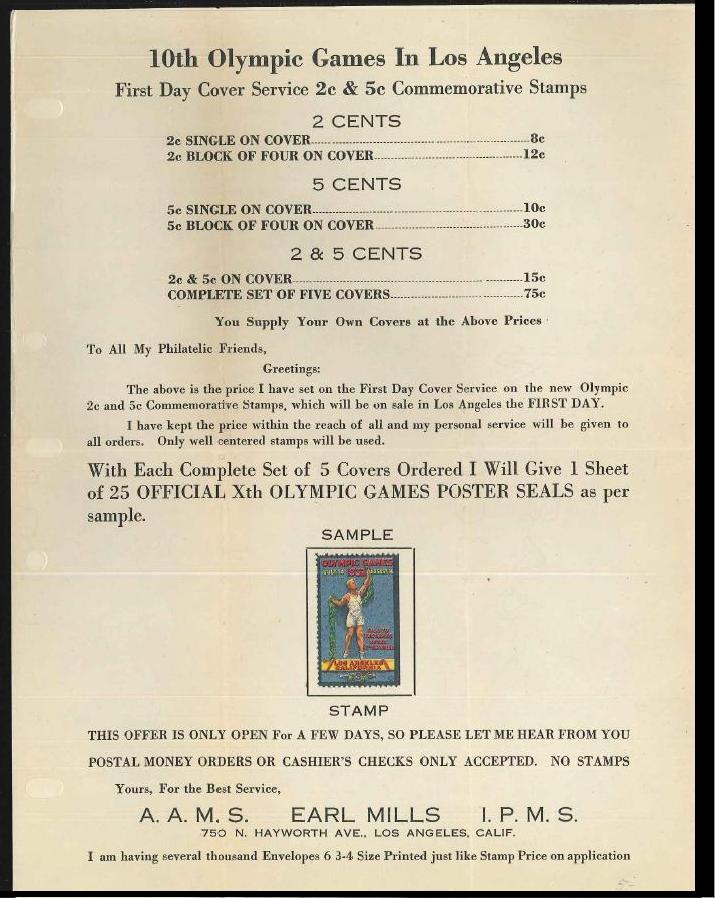 10th Olympic Games In Los Angeles
First Day Cover Service 2c & 5c Commemorative Stamps
2 CENTS
2c SINGLE ON COVER 8c
2c BLOCK OF FOUR ON COVER 12c
5 CENTS
5c SINGLE ON COVER 10c
5c BLOCK OF FOUR ON COVER 30c
2 & 5 CENTS
2c & 5c ON COVER 15c
COMPLETE SET OF FIVE COVERS 75c
You Supply Your Own Covers at the Above Prices
To All My Philatelic Friends,
Greetings:
The above is the price I have set on the First Day Cover Service on the new Olympic
2c and 5c Commemorative Stamps, which will be on sale in Los Angeles the FIRST DAY.
I have kept the price within the reach of all and my personal service will be given to
all orders. Only well centered stamps will be used.
With Each Complete Set of 5 Covers Ordered I Will Give 1 Sheet
of 25 OFFICIAL Xth OLYMPIC GAMES POSTER SEALS as per
sample.
SAMPLE
OLYMPIC GAMES
LOS ANGELES
CALIFORNIA
STAMP
THIS OFFER IS ONLY OPEN For A FEW DAYS, SO PLEASE LET ME HEAR FROM YOU
POSTAL MONEY ORDERS OR CASHIER'S CHECKS ONLY ACCEPTED. NO STAMPS
Yours, For the Best Service,
A. A. M. S. EARL MILLS I. P. M. S.
750 N. HAYWORTH AVE., LOS ANGELES, CALIF.
I am having several thousand Envelopes 6 3-4 Size Printed just like Stamp Price on application